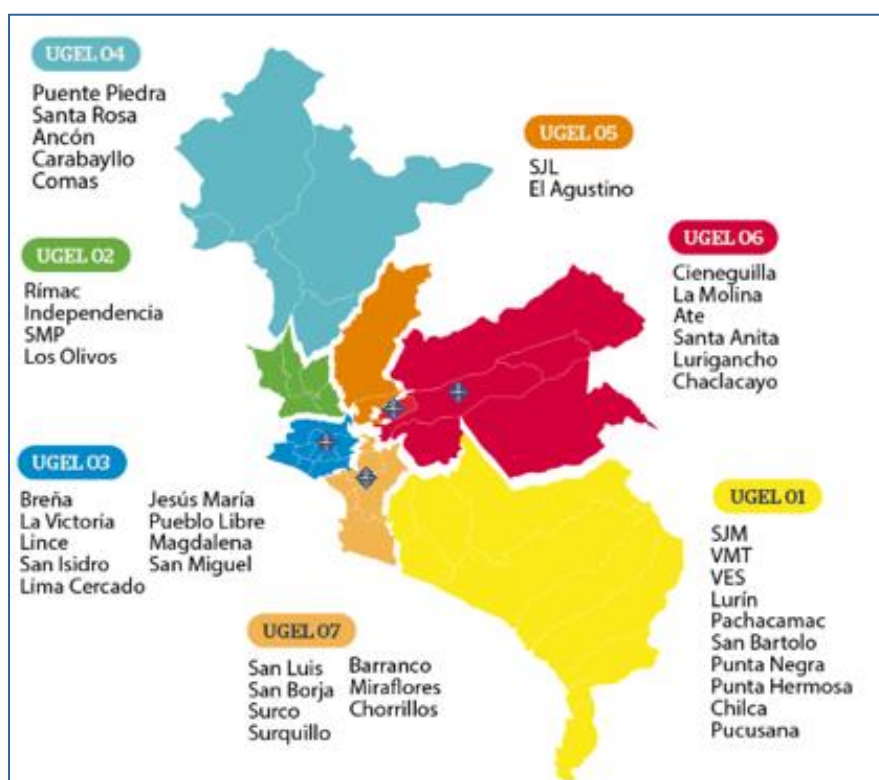 UGEL 04
Puente Piedra
Santa Rosa
Ancón
Carabayllo
Comas
UGEL 05
SJL
El Agustino
UGEL 02
Rímac
Independencia
SMP
Los Olivos
UGEL 06
Cieneguilla
La Molina
Ate
Santa Anita
Lurigancho
Chaclacayo
UGEL 03
Breña
La Victoria
Lince
San Isidro
Lima Cercado
Jesús María
Pueblo Libre
Magdalena
San Miguel
UGEL 01
SJM
VMT
VES
Lurín
Pachacamac
San Bartolo
Punta Negra
Punta Hermosa
Chilca
Pucusana
UGEL 07
San Luis
San Borja
Surco
Surquillo
Barranco
Miraflores
Chorrillos